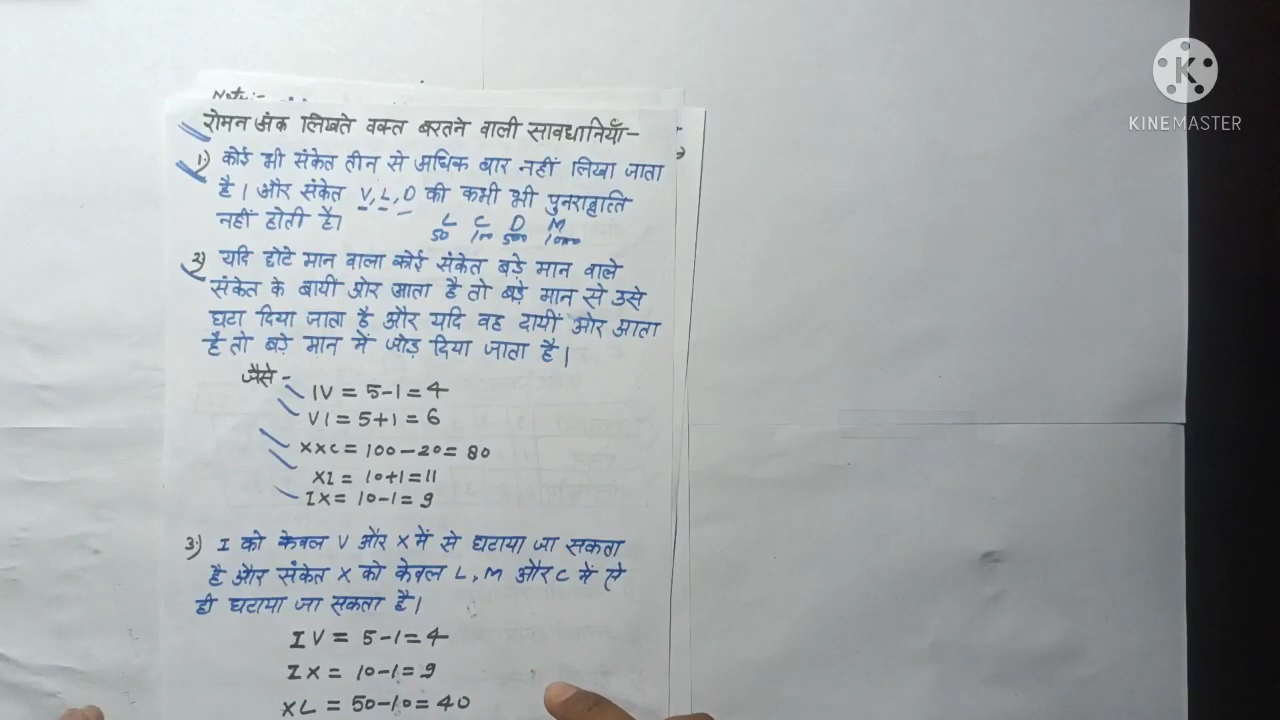 Note:-
रोमन अंक लिखते वक्त बरतने वाली सावधानियाँ-
1) कोई भी संकेत तीन से अधिक बार नहीं लिखा जाता
है। और संकेत V, L, D की कभी भी पुनरावृत्ति
नहीं होती है।
L C D M
50 100 500 1000
2) यदि छोटे मान वाला कोई संकेत बड़े मान वाले
संकेत के बायीं ओर आता है तो बड़े मान से उसे
घटा दिया जाता है और यदि वह दायीं ओर आता
है तो बड़े मान में जोड़ दिया जाता है।
जैसे -
IV = 5-1=4
VI = 5+1=6
XXC = 100-20= 80
XI = 10+1=11
IX = 10-1=9
3) I को केवल V और X में से घटाया जा सकता
है और संकेत X को केवल L, M और C में से
ही घटाया जा सकता है।
IV = 5-1=4
IX = 10-1=9
XL = 50-10=40
KINEMASTER